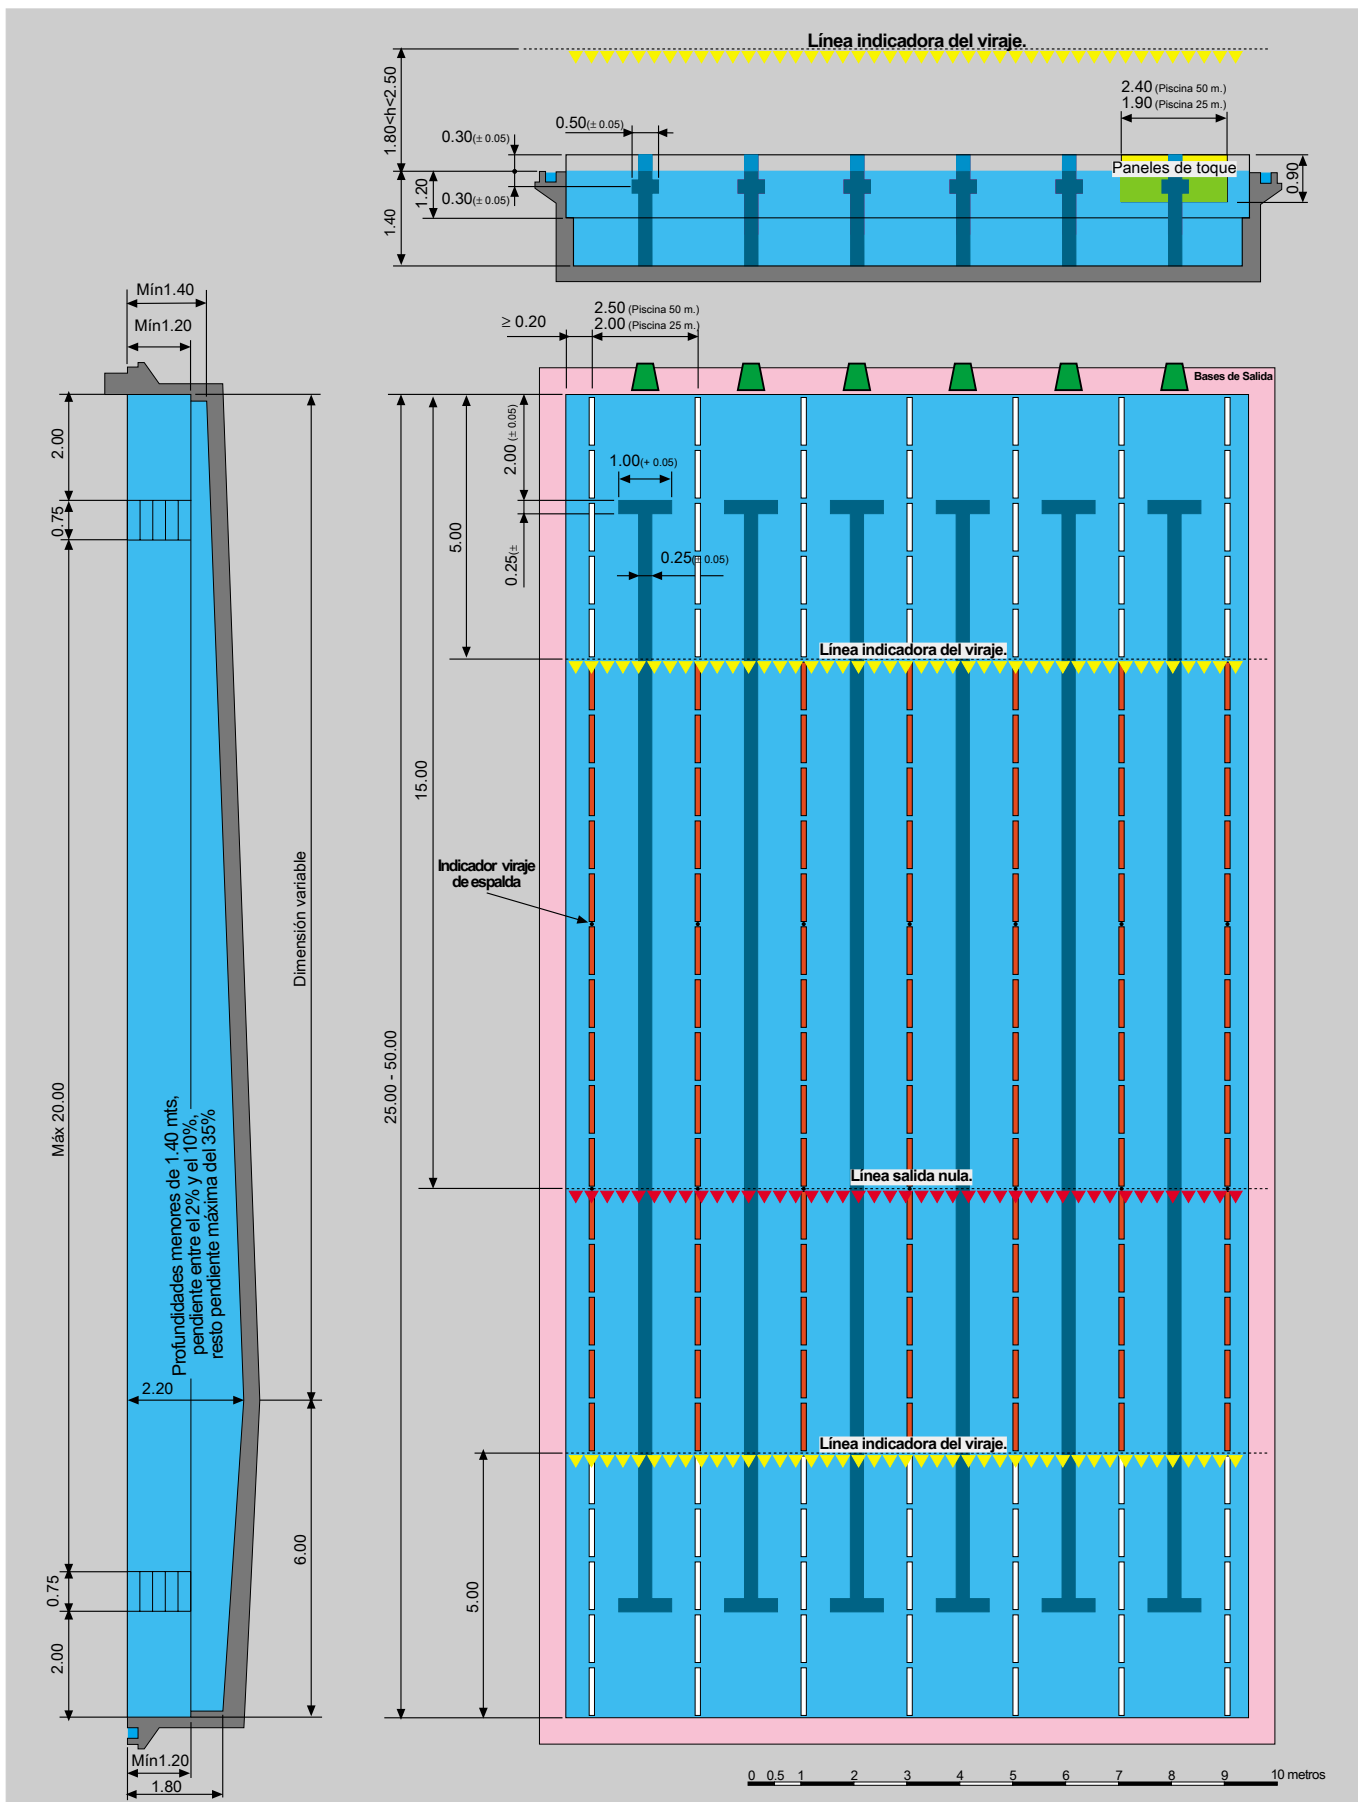 Línea indicadora del viraje.
1.80<h<2.50
2.40 (Piscina 50 m.)
1.90 (Piscina 25 m.)
0.30(± 0.05)
0.50(± 0.05)
Paneles de toque
0.90
1.20
0.30(± 0.05)
1.40
Mín1.40
Mín1.20
≥ 0.20
2.50 (Piscina 50 m.)
2.00 (Piscina 25 m.)
Bases de Salida
2.00
0.75
2.00 (± 0.05)
1.00(+ 0.05)
0.25(±
0.25(± 0.05)
5.00
Línea indicadora del viraje.
15.00
Indicador viraje
de espalda
Dimensión variable
25.00 - 50.00
Máx 20.00
Línea salida nula.
Profundidades menores de 1.40 mts,
pendiente entre el 2% y el 10%,
resto pendiente máxima del 35%
2.20
Línea indicadora del viraje.
6.00
5.00
0.75
2.00
Mín1.20
1.80
0 0.5 1 2 3 4 5 6 7 8 9 10 metros